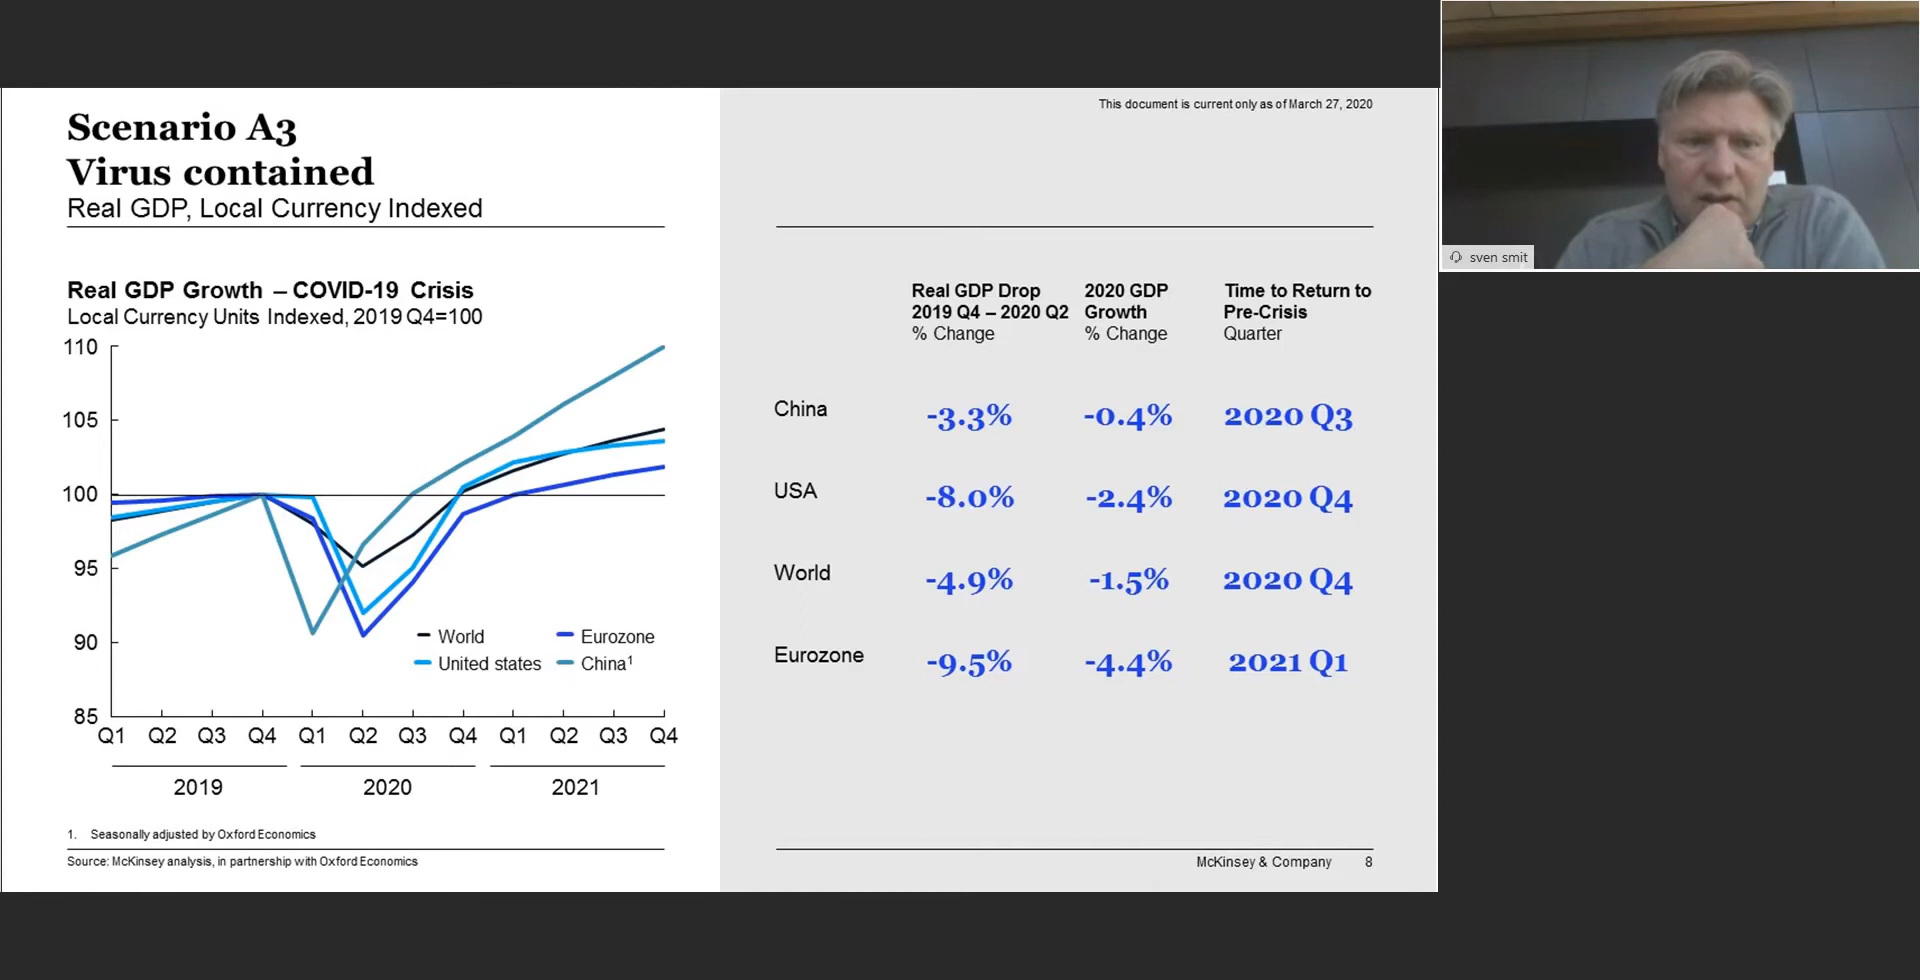 This document is current only as of March 27, 2020
Scenario A3
Virus contained
Real GDP, Local Currency Indexed
Real GDP Growth – COVID-19 Crisis
Local Currency Units Indexed, 2019 Q4=100
110
105
100
95
90
85
World
Eurozone
United states
China1
Q1 Q2 Q3 Q4 Q1 Q2 Q3 Q4 Q1 Q2 Q3 Q4
2019 2020 2021
1. Seasonally adjusted by Oxford Economics
Source: McKinsey analysis, in partnership with Oxford Economics
Real GDP Drop
2019 Q4 – 2020 Q2
% Change
2020 GDP
Growth
% Change
Time to Return to
Pre-Crisis
Quarter
China -3.3% -0.4% 2020 Q3
USA -8.0% -2.4% 2020 Q4
World -4.9% -1.5% 2020 Q4
Eurozone -9.5% -4.4% 2021 Q1
McKinsey & Company 8
sven smit